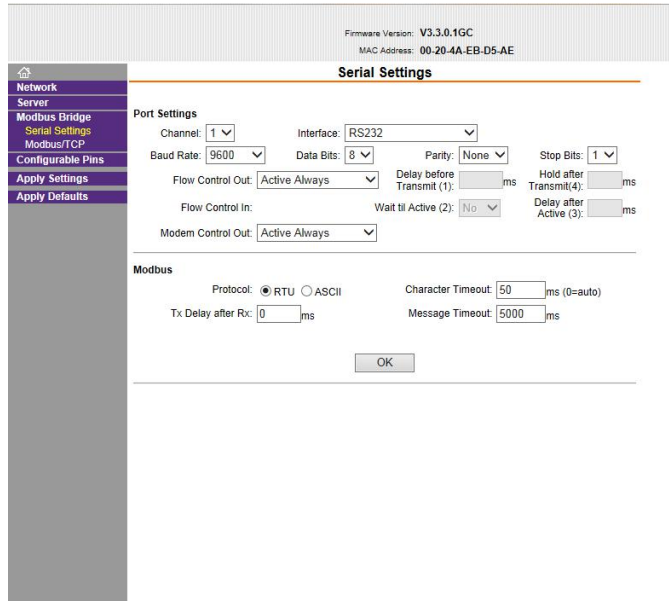 Firmware Version: V3.3.0.1GC
MAC Address: 00-20-4A-EB-D5-AE
Serial Settings
Network
Server
Modbus Bridge
Serial Settings
Modbus/TCP
Configurable Pins
Apply Settings
Apply Defaults
Port Settings
Channel: 1 Interface: RS232
Baud Rate: 9600 Data Bits: 8 Parity: None Stop Bits: 1
Flow Control Out: Active Always Delay before Transmit (1): ms Hold after Transmit(4): ms
Flow Control In: Wait til Active (2): No Delay after Active (3): ms
Modem Control Out: Active Always
Modbus
Protocol: RTU ASCII Character Timeout: 50 ms (0=auto)
Tx Delay after Rx: 0 ms Message Timeout: 5000 ms
OK